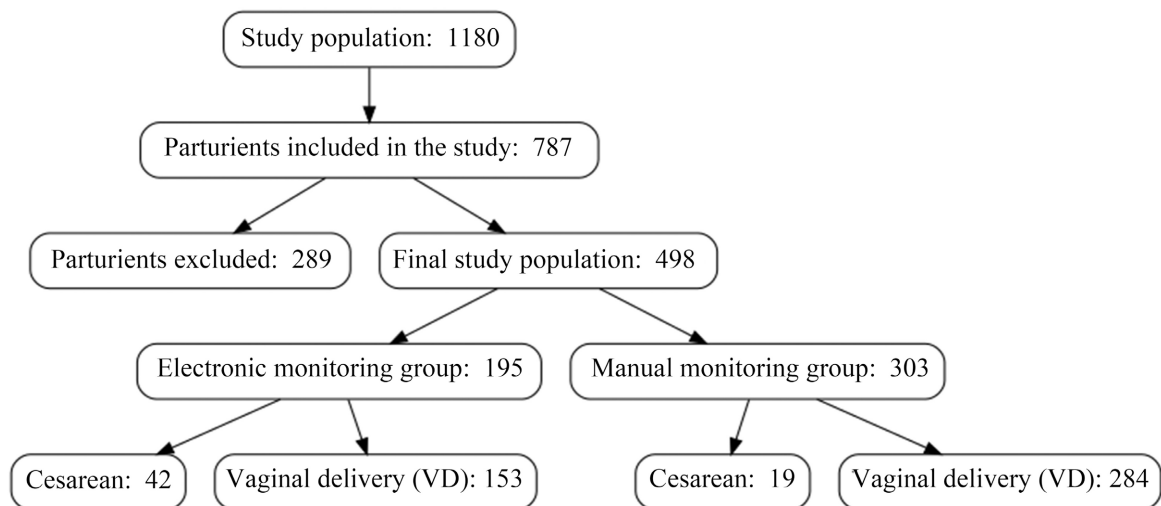 Study population: 1180
Parturients included in the study: 787
Parturients excluded: 289
Final study population: 498
Electronic monitoring group: 195
Manual monitoring group: 303
Cesarean: 42
Vaginal delivery (VD): 153
Cesarean: 19
Vaginal delivery (VD): 284